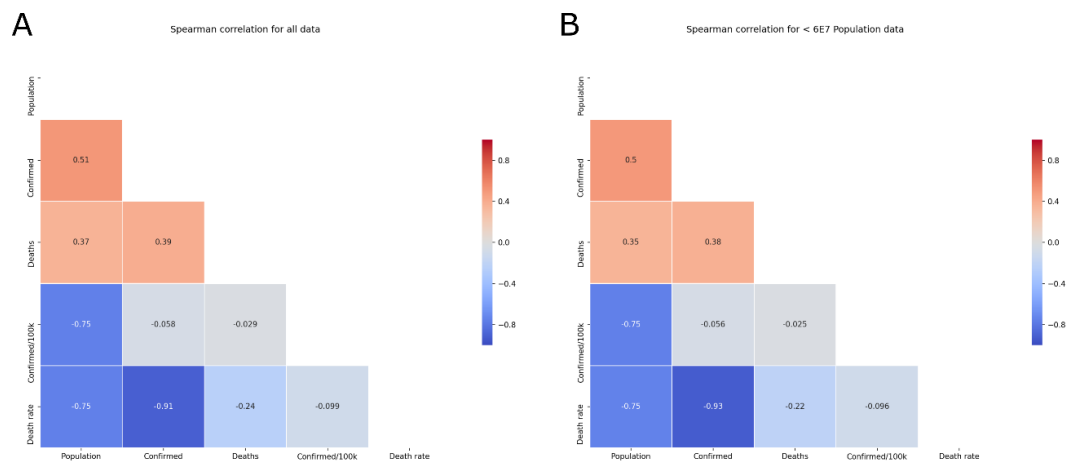 A
Spearman correlation for all data
Population
Confirmed
0.51
Deaths
0.37 0.39
Confirmed/100k
-0.75 -0.058 -0.029
Death rate
-0.75 -0.91 -0.24 -0.099
Population Confirmed Deaths Confirmed/100k Death rate
0.8
0.4
0.0
−0.4
−0.8
B
Spearman correlation for < 6E7 Population data
Population
Confirmed
0.5
Deaths
0.35 0.38
Confirmed/100k
-0.75 -0.056 -0.025
Death rate
-0.75 -0.93 -0.22 -0.096
Population Confirmed Deaths Confirmed/100k Death rate
0.8
0.4
0.0
−0.4
−0.8